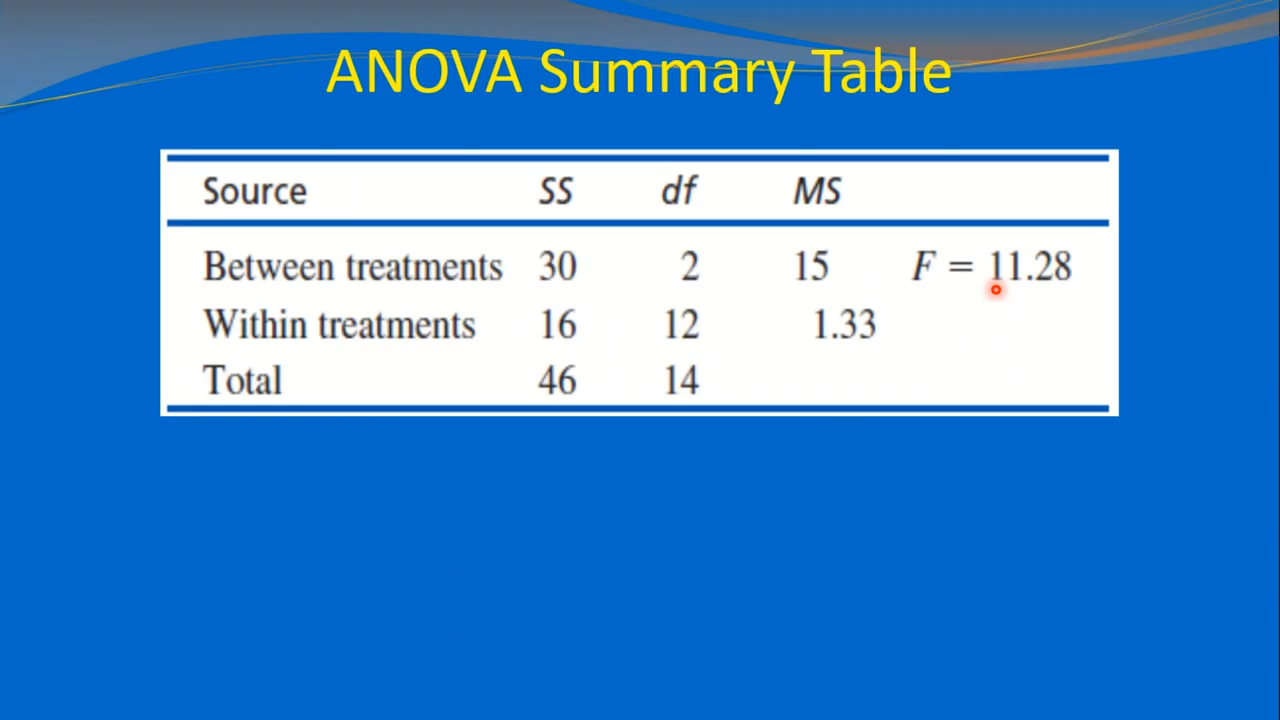 ANOVA Summary Table
Source SS df MS
Between treatments 30 2 15 F = 11.28
Within treatments 16 12 1.33
Total 46 14